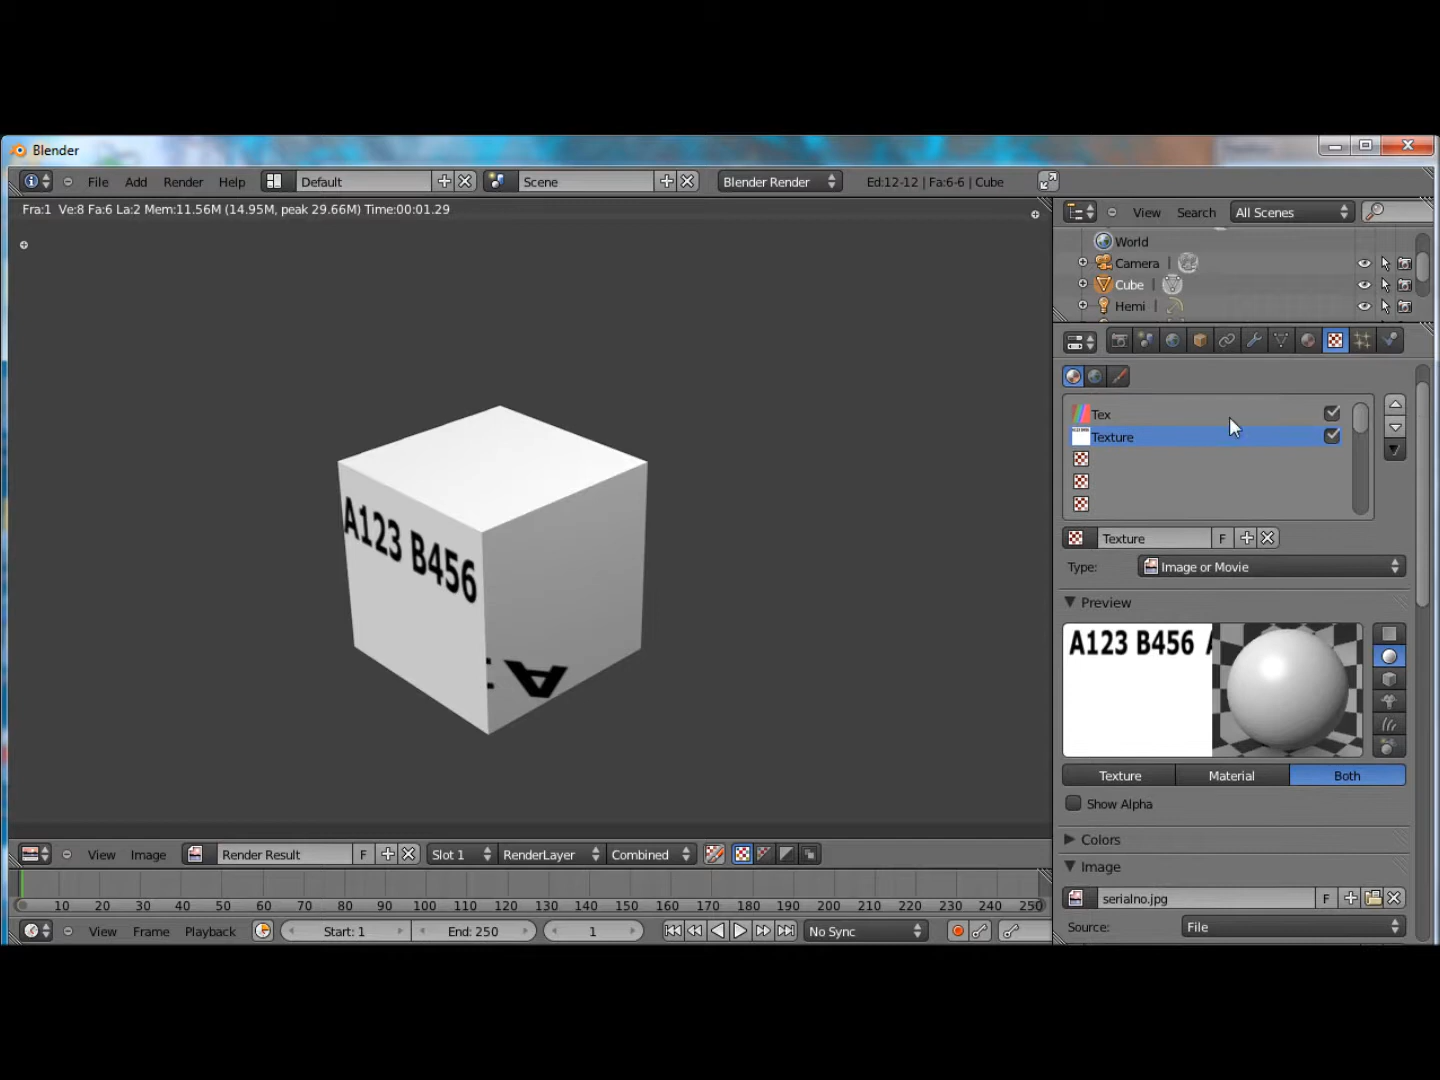 Blender
File Add Render Help Default Scene Blender Render Ed:12-12 | Fa:6-6 | Cube
Fra:1 Ve:8 Fa:6 La:2 Mem:11.56M (14.95M, peak 29.66M) Time:00:01.29
View Search All Scenes
World
Camera
Cube
Hemi
Tex
Texture
Texture F
Type: Image or Movie
Preview
A123 B456
A123 B456
A
Texture Material Both
Show Alpha
Colors
Image
serialno.jpg F
Source: File
View Image Render Result F Slot 1 RenderLayer Combined
10 20 30 40 50 60 70 80 90 100 110 120 130 140 150 160 170 180 190 200 210 220 230 240 250
View Frame Playback Start: 1 End: 250 1 No Sync